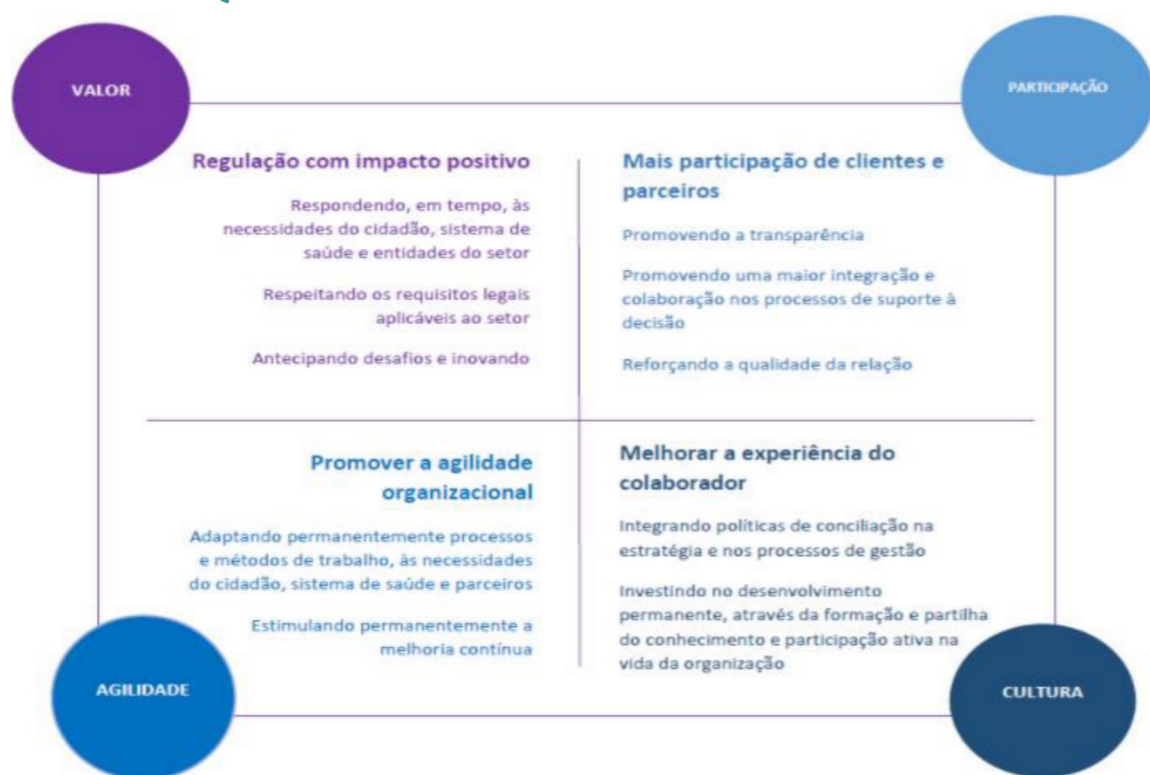 VALOR
PARTICIPAÇÃO
Regulação com impacto positivo
Respondendo, em tempo, às
necessidades do cidadão, sistema de
saúde e entidades do setor
Respeitando os requisitos legais
aplicáveis ao setor
Antecipando desafios e inovando
Mais participação de clientes e
parceiros
Promovendo a transparência
Promovendo uma maior integração e
colaboração nos processos de suporte à
decisão
Reforçando a qualidade da relação
Promover a agilidade
organizacional
Adaptando permanentemente processos
e métodos de trabalho, às necessidades
do cidadão, sistema de saúde e parceiros
Estimulando permanentemente a
melhoria contínua
Melhorar a experiência do
colaborador
Integrando políticas de conciliação na
estratégia e nos processos de gestão
Investindo no desenvolvimento
permanente, através da formação e partilha
do conhecimento e participação ativa na
vida da organização
AGILIDADE
CULTURA